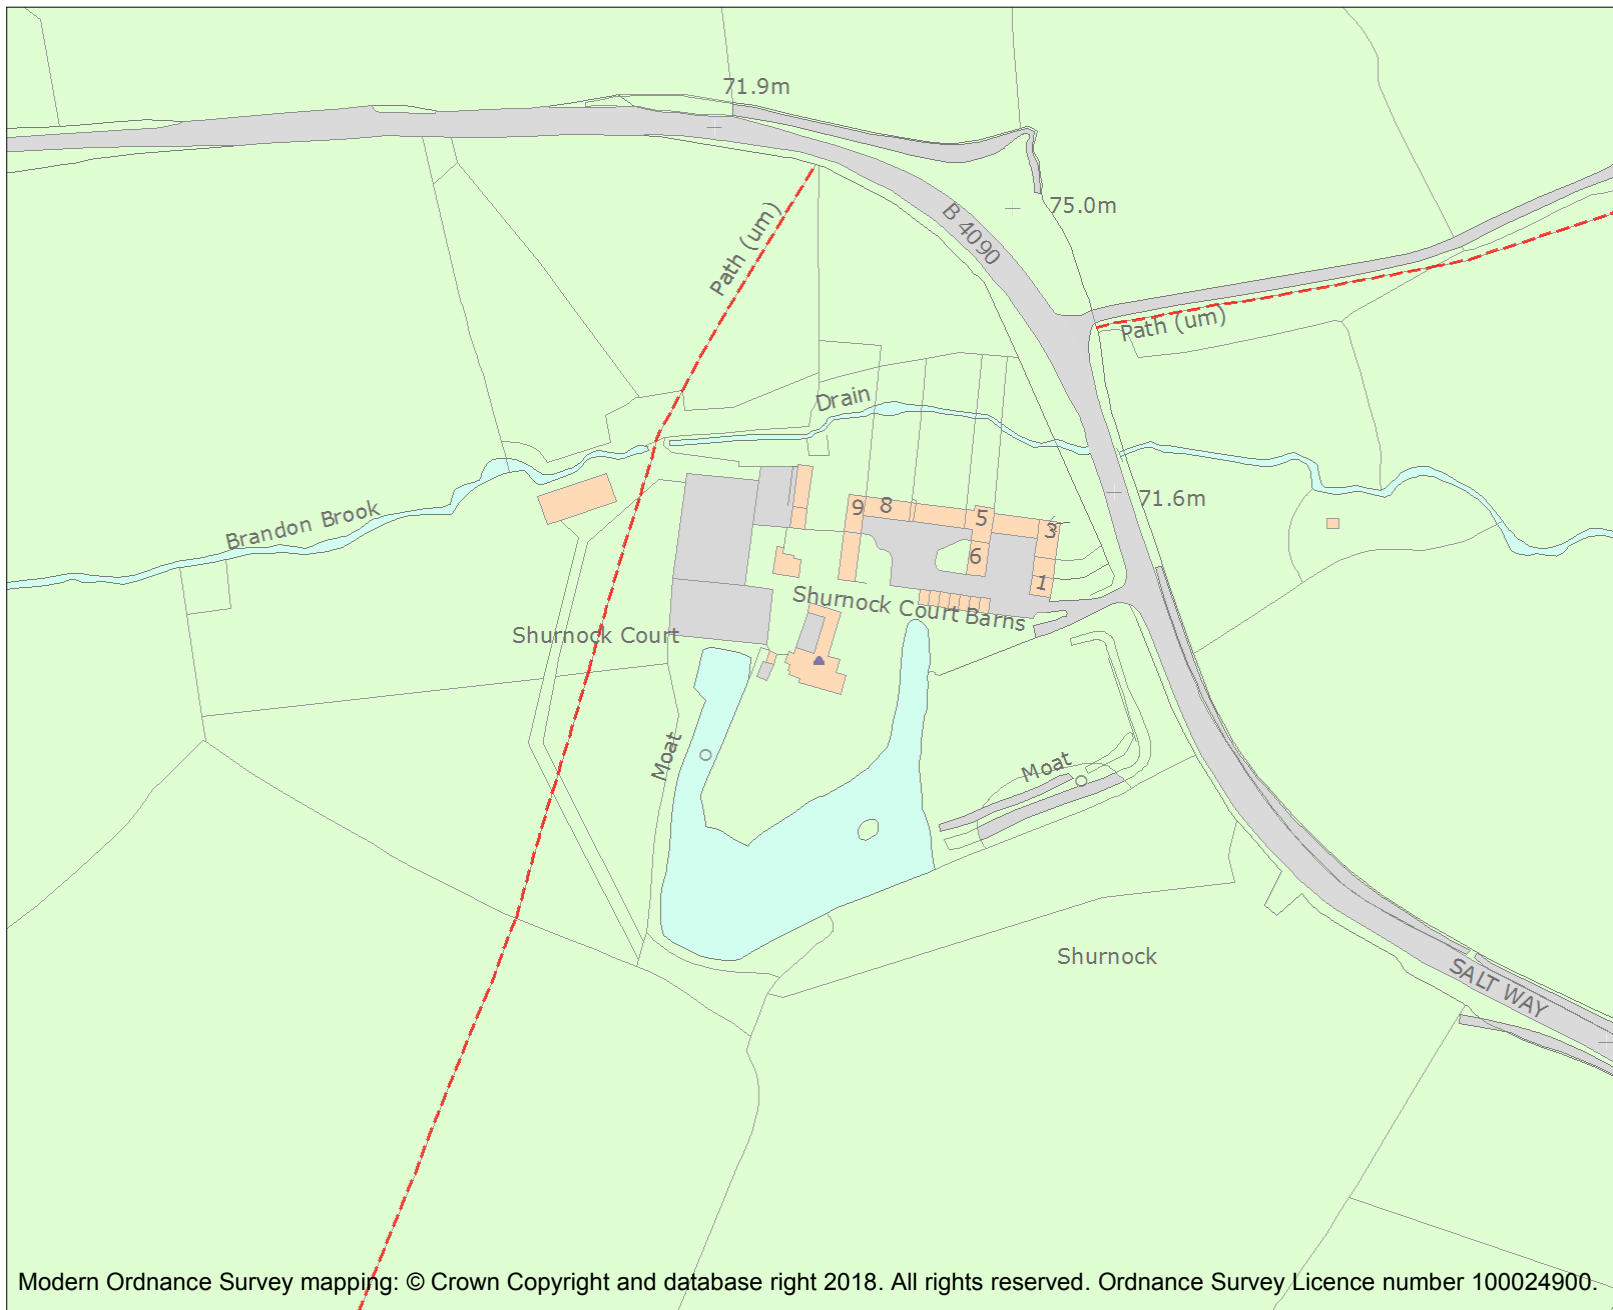 71.9m
75.0m
B 4090
Path (um)
Path (um)
Drain
71.6m
Brandon Brook
9
8
5
3
6
1
Shurnock Court Barns
Shurnock Court
Moat
Moat
Shurnock
SALT WAY
Modern Ordnance Survey mapping: © Crown Copyright and database right 2018. All rights reserved. Ordnance Survey Licence number 100024900.